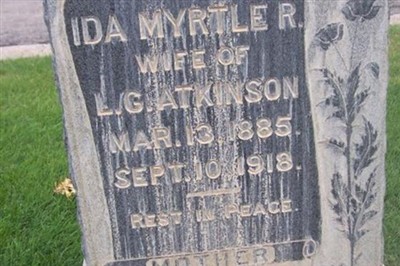 IDA MYRTLE R.
WIFE OF
L.G. ATKINSON
MAR. 13, 1885.
SEPT. 10, 1918.
REST IN PEACE.
MOTHER